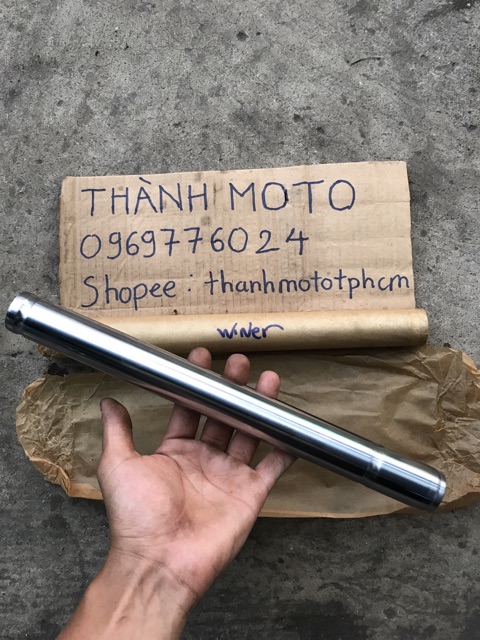 THÀNH MOTO
0969776024
Shopee : thanhmototphcm
WiNer